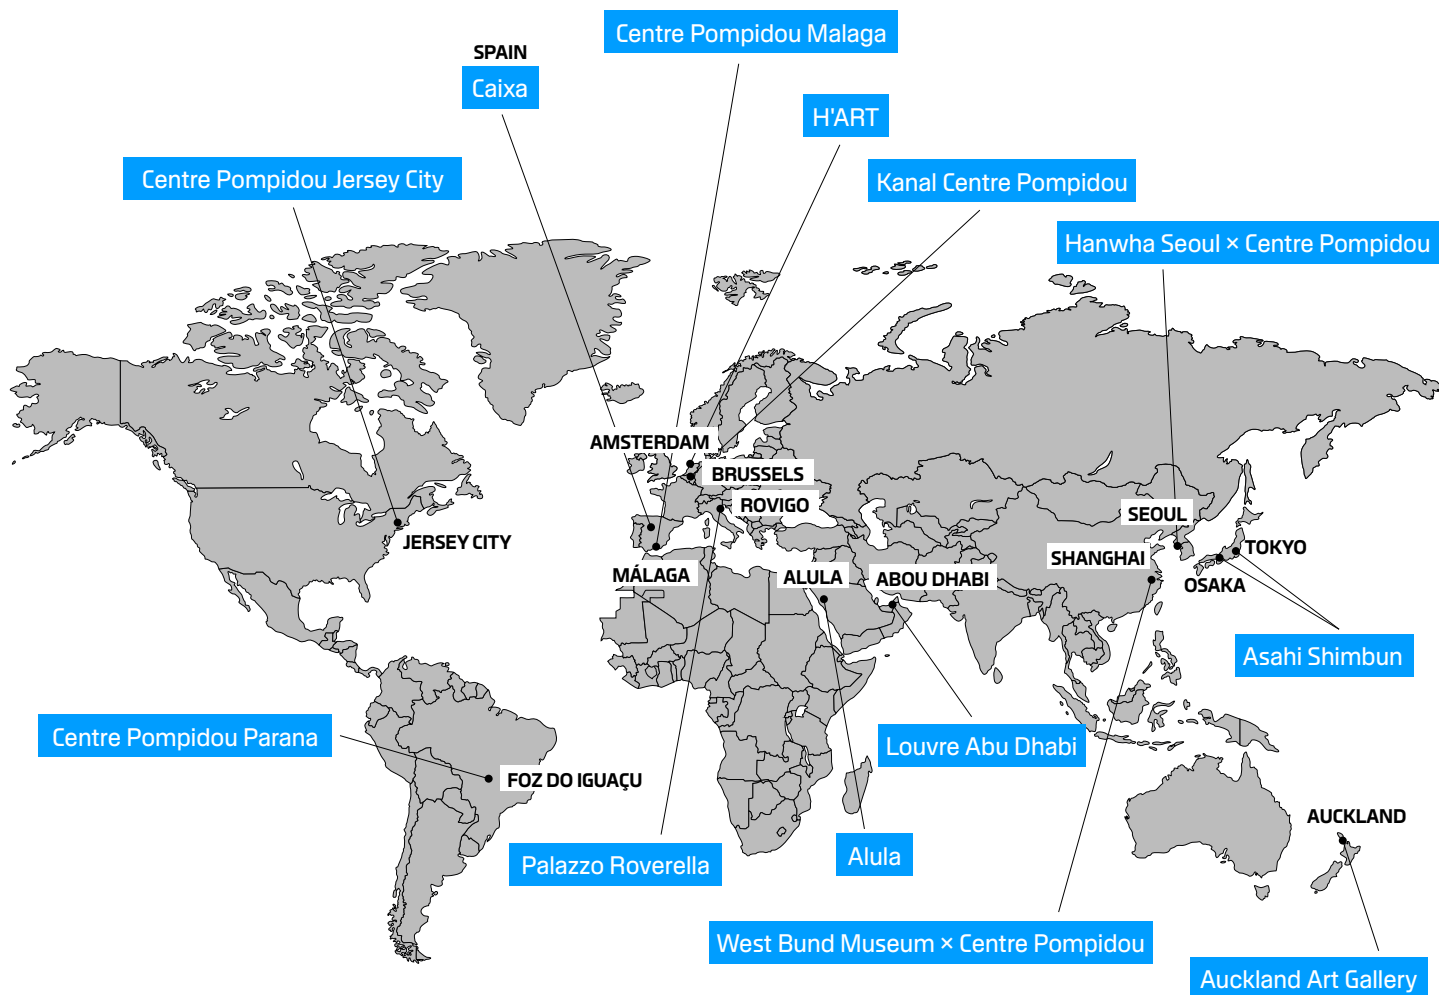 Centre Pompidou Malaga
SPAIN
Caixa
H'ART
Centre Pompidou Jersey City
Kanal Centre Pompidou
Hanwha Seoul × Centre Pompidou
AMSTERDAM
BRUSSELS
ROVIGO
SEOUL
JERSEY CITY
SHANGHAI
TOKYO
MÁLAGA
ALULA
ABOU DHABI
OSAKA
Asahi Shimbun
Centre Pompidou Parana
Louvre Abu Dhabi
FOZ DO IGUAÇU
AUCKLAND
Palazzo Roverella
Alula
West Bund Museum × Centre Pompidou
Auckland Art Gallery